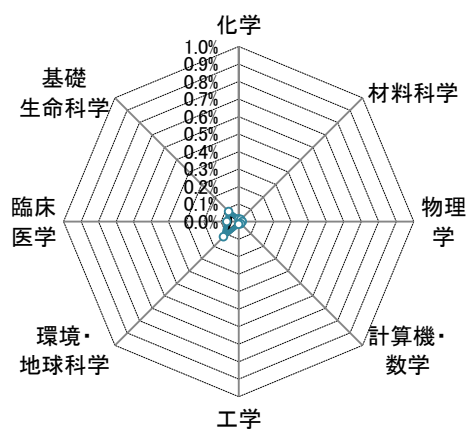 化学
1.0%
0.9%
0.8%
0.7%
0.6%
0.5%
0.4%
0.3%
0.2%
0.1%
0.0%
材料科学
物理
学
計算機・
数学
工学
環境・
地球科学
臨床
医学
基礎
生命科学